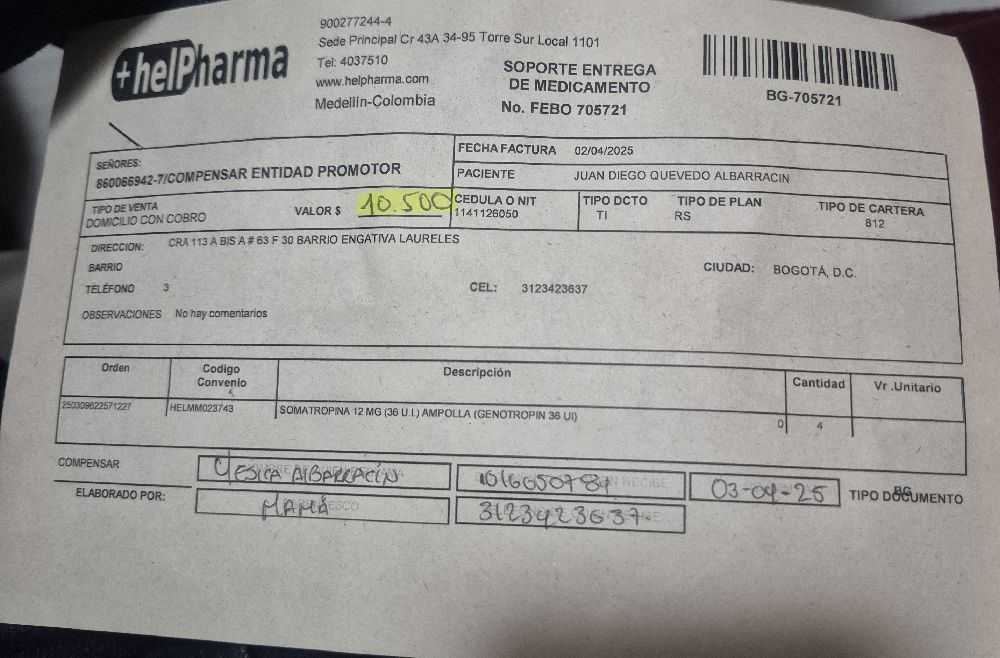 +helPharma
900277244-4
Sede Principal Cr 43A 34-95 Torre Sur Local 1101
Tel: 4037510
www.helpharma.com
Medellín-Colombia
SOPORTE ENTREGA
DE MEDICAMENTO
No. FEBO 705721
BG-705721
SEÑORES:
860066942-7/COMPENSAR ENTIDAD PROMOTOR
FECHA FACTURA 02/04/2025
PACIENTE JUAN DIEGO QUEVEDO ALBARRACIN
TIPO DE VENTA
DOMICILIO CON COBRO
VALOR $ 10.500
CEDULA O NIT
1141126050
TIPO DCTO
TI
TIPO DE PLAN
RS
TIPO DE CARTERA
812
DIRECCION: CRA 113 A BIS A # 63 F 30 BARRIO ENGATIVA LAURELES
BARRIO
CIUDAD: BOGOTÁ, D.C.
TELÉFONO 3
CEL: 3123423637
OBSERVACIONES No hay comentarios
Orden Codigo Convenio Descripción Cantidad Vr .Unitario
250309622571227 HELMM023743 SOMATROPINA 12 MG (36 U.I.) AMPOLLA (GENOTROPIN 36 UI) 0 4
COMPENSAR
YESICA ALBARRACÍN
1016050784
03-04-25
TIPO DOCUMENTO
BG
ELABORADO POR:
MAMÁ
3123423637